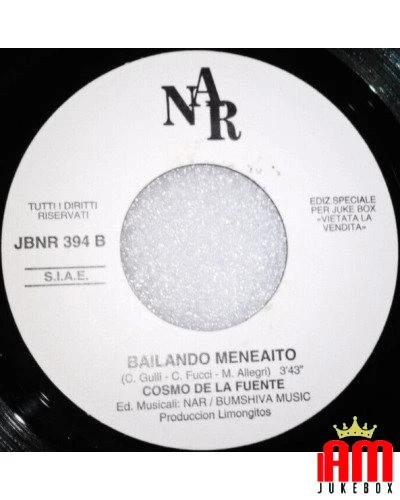 NAR
TUTTI I DIRITTI
RISERVATI
EDIZ.SPECIALE
PER JUKE BOX
«VIETATA LA
VENDITA»
JBNR 394 B
S.I.A.E.
BAILANDO MENEAITO
(C. Gulli - C. Fucci - M. Allegri) 3'43"
COSMO DE LA FUENTE
Ed. Musicali: NAR / BUMSHIVA MUSIC
Produccion Limongitos
IAM
JUKEBOX